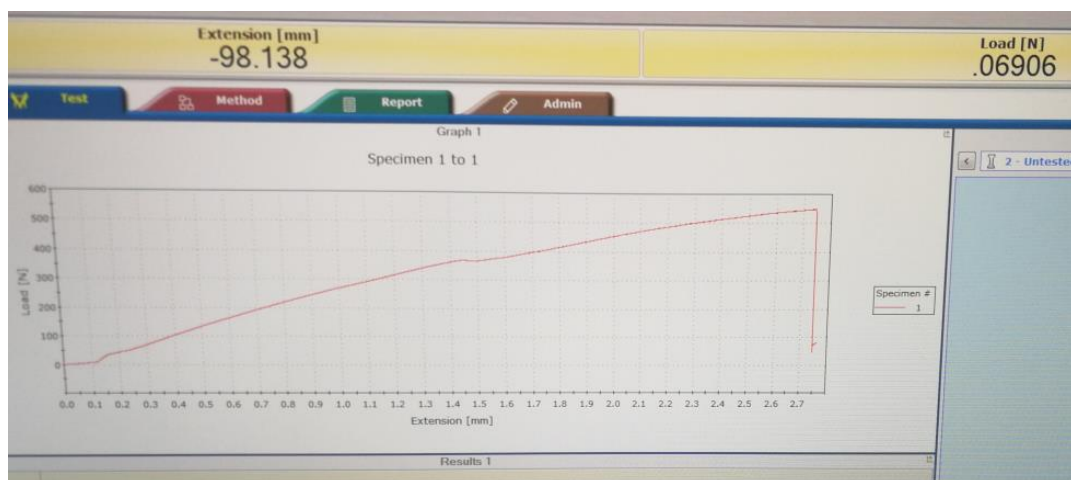 Extension [mm]
-98.138
Load [N]
.06906
Test
Method
Report
Admin
Graph 1
Specimen 1 to 1
2 - Unteste
600
500
400
300
200
100
0
Load [N]
0.0 0.1 0.2 0.3 0.4 0.5 0.6 0.7 0.8 0.9 1.0 1.1 1.2 1.3 1.4 1.5 1.6 1.7 1.8 1.9 2.0 2.1 2.2 2.3 2.4 2.5 2.6 2.7
Extension [mm]
Specimen #
1
Results 1